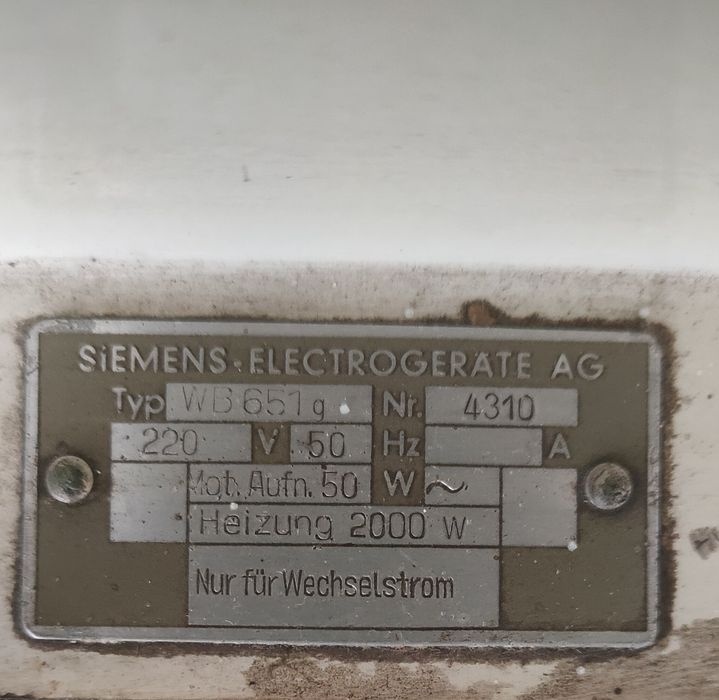 SiEMENS-ELECTROGERÄTE AG
Typ WB 651 g Nr. 4310
220 V 50 Hz A
Mot. Aufn. 50 W ~
Heizung 2000 W
Nur für Wechselstrom